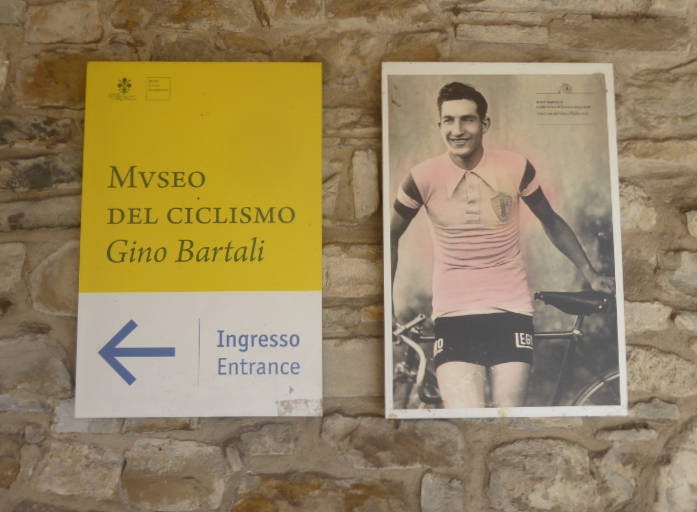 MVSEO
DEL CICLISMO
Gino Bartali
Ingresso
Entrance
LEG